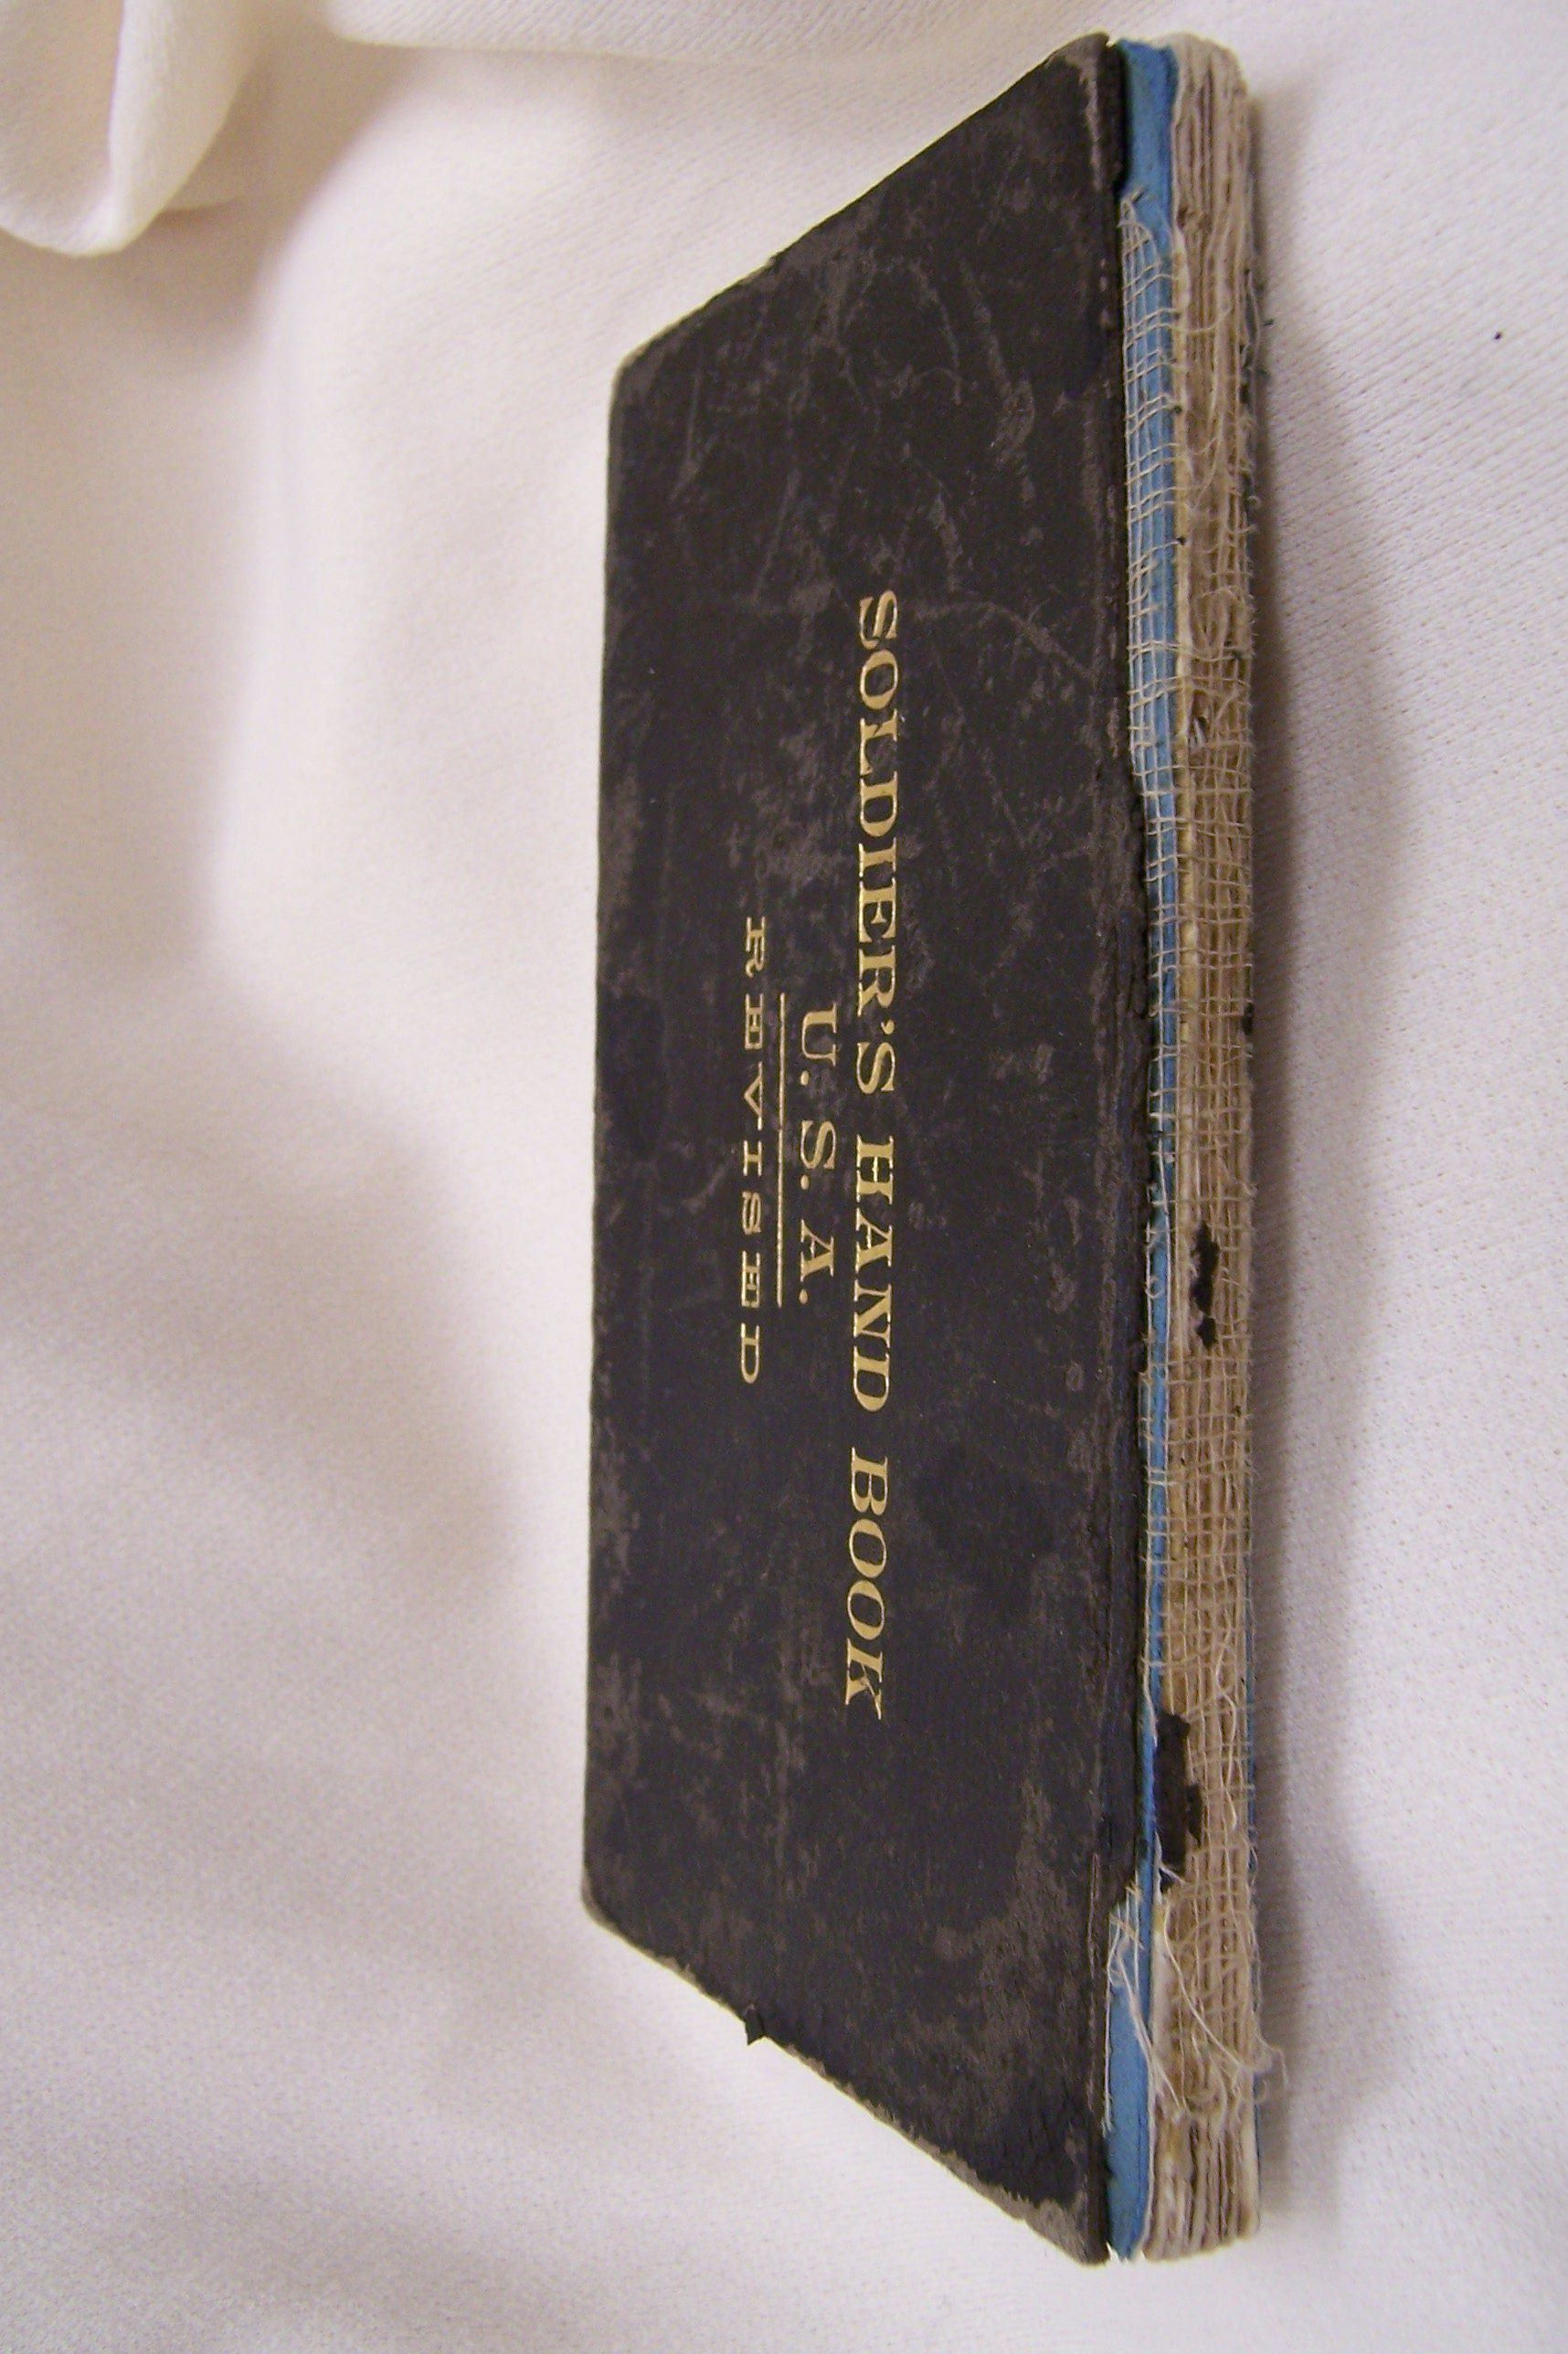 SOLDIER'S HAND BOOK
U. S. A.
REVISED